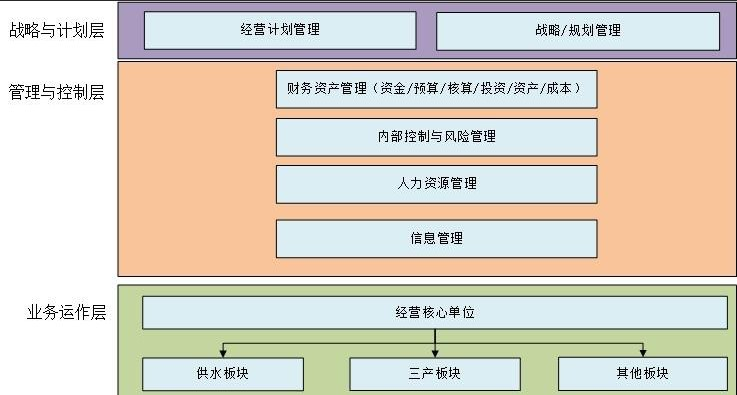 战略与计划层
经营计划管理
战略/规划管理
管理与控制层
财务资产管理（资金/预算/核算/投资/资产/成本）
内部控制与风险管理
人力资源管理
信息管理
业务运作层
经营核心单位
供水板块
三产板块
其他板块